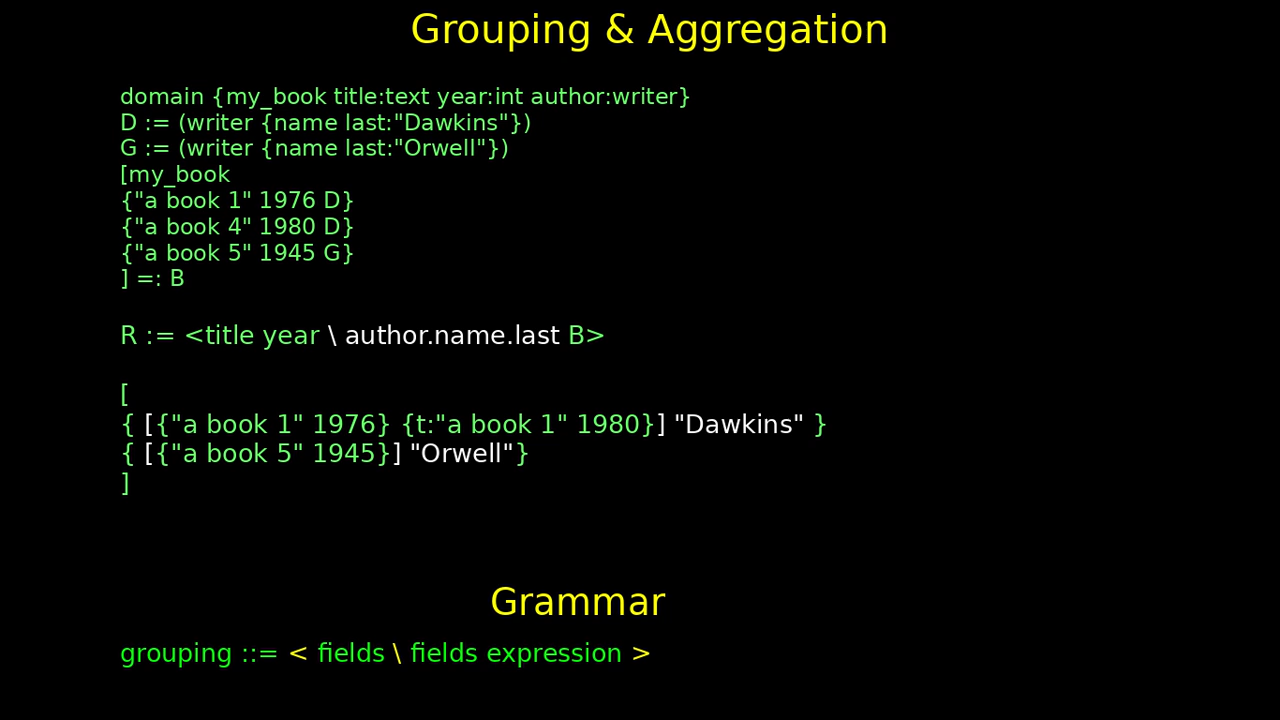 Grouping & Aggregation
domain {my_book title:text year:int author:writer}
D := (writer {name last:"Dawkins"})
G := (writer {name last:"Orwell"})
[my_book
{"a book 1" 1976 D}
{"a book 4" 1980 D}
{"a book 5" 1945 G}
] =: B
R := <title year \ author.name.last B>
[
{ [{"a book 1" 1976} {t:"a book 1" 1980}] "Dawkins" }
{ [{"a book 5" 1945}] "Orwell"}
]
Grammar
grouping ::= < fields \ fields expression >